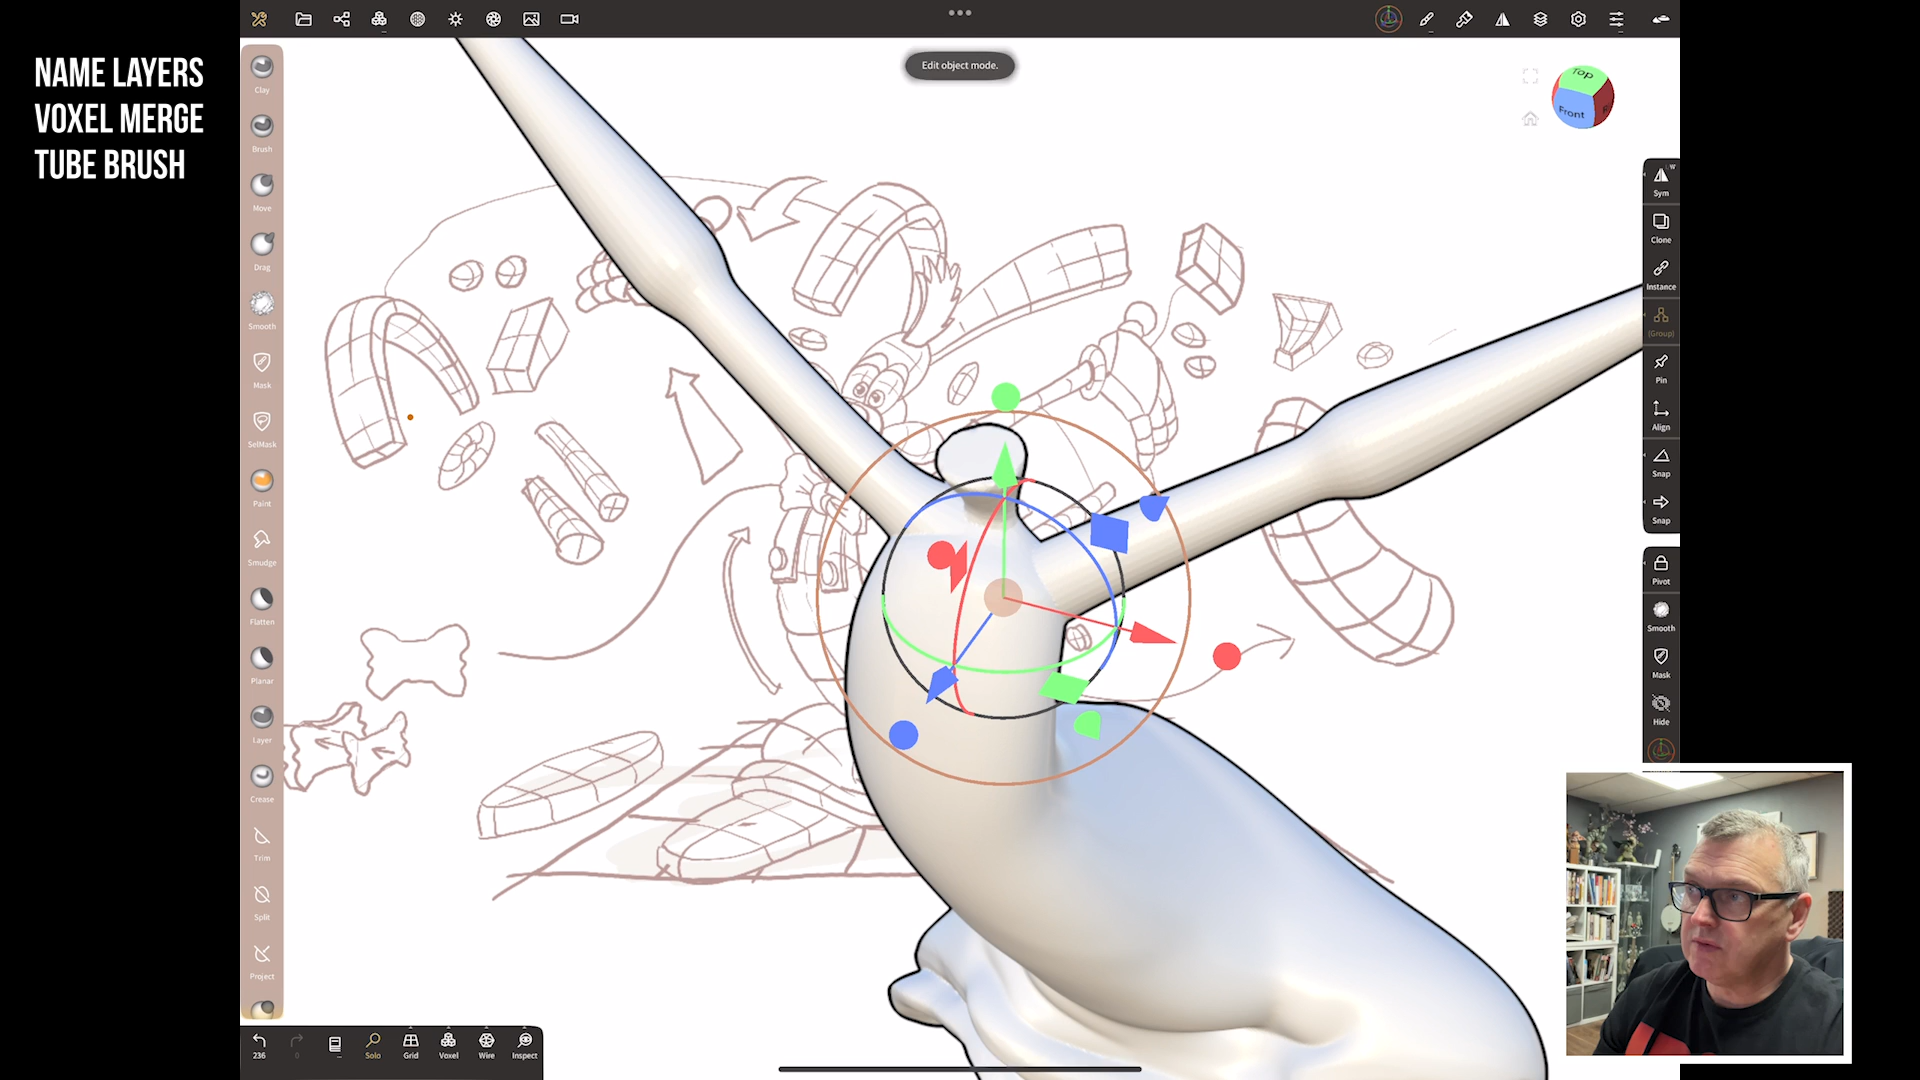 NAME LAYERS
VOXEL MERGE
TUBE BRUSH
Edit object mode.
Top
Front
R
Clay
Brush
Move
Drag
Smooth
Mask
SelMask
Paint
Smudge
Flatten
Planar
Layer
Crease
Trim
Split
Project
W
Sym
Clone
Instance
(Group)
Pin
Align
Snap
Snap
Pivot
Smooth
Mask
Hide
236
0
Solo
Grid
Voxel
Wire
Inspect